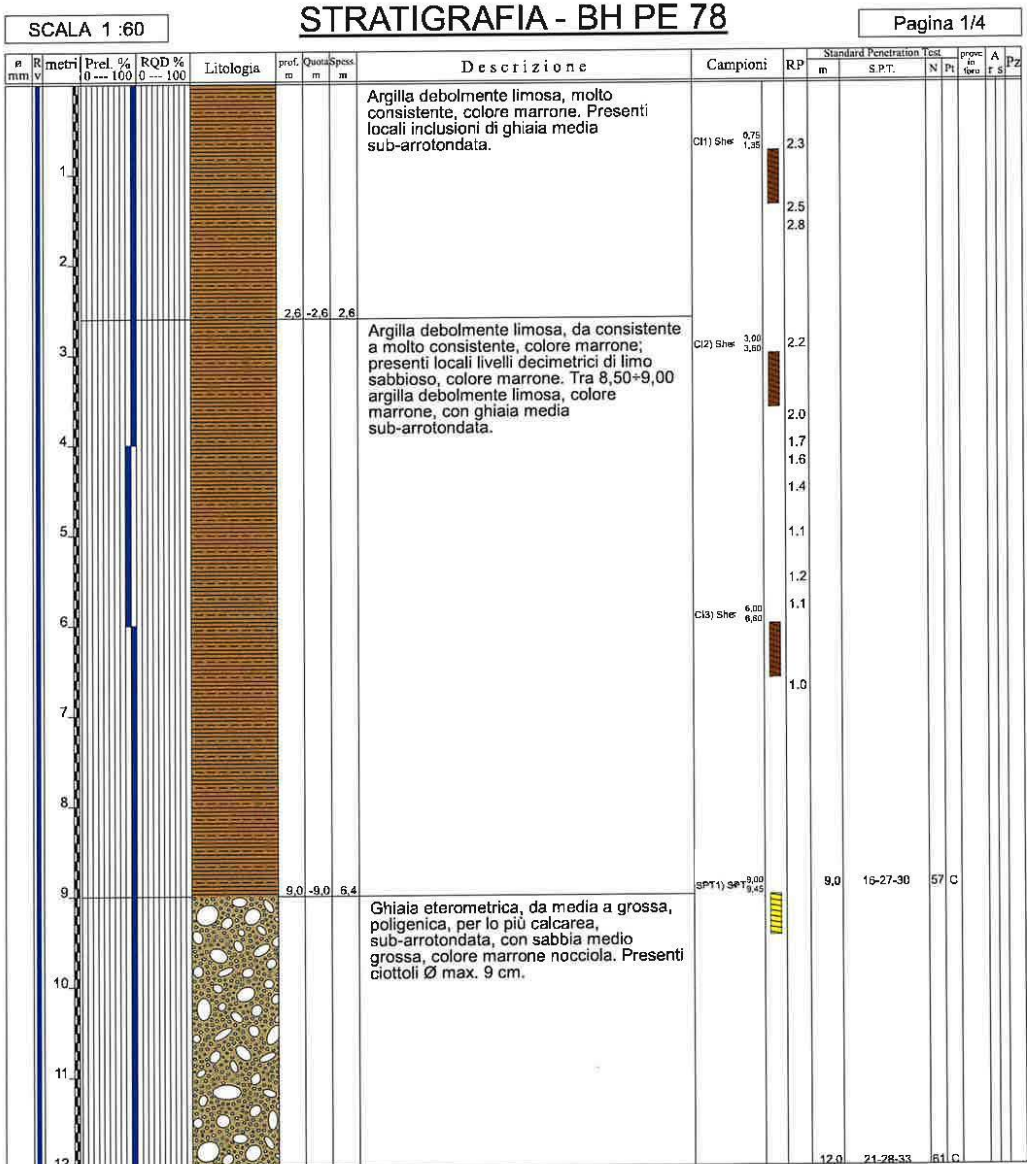 SCALA 1 :60
STRATIGRAFIA - BH PE 78
Pagina 1/4
ø mm
R v
metri
Prel. % 0 --- 100
RQD % 0 --- 100
Litologia
prof. m
Quota m
Spess. m
Descrizione
Campioni
RP
Standard Penetration Test
m
S.P.T.
N
Pt
prove in foro
A
r s
Pz
Argilla debolmente limosa, molto
consistente, colore marrone. Presenti
locali inclusioni di ghiaia media
sub-arrotondata.
CI1) She 0,75
1,35
2.3
1
2.5
2.8
2
2,6 -2,6 2,6
Argilla debolmente limosa, da consistente
a molto consistente, colore marrone;
presenti locali livelli decimetrici di limo
sabbioso, colore marrone. Tra 8,50÷9,00
argilla debolmente limosa, colore
marrone, con ghiaia media
sub-arrotondata.
CI2) She 3,00
3,60
2.2
3
2.0
4
1.7
1.6
1.4
5
1.1
1.2
1.1
CI3) She 6,00
6,60
6
1.0
7
8
9
9,0 -9,0 6,4
SPT1) SPT 9,00
9,45
9,0 16-27-30 57 C
Ghiaia eterometrica, da media a grossa,
poligenica, per lo più calcarea,
sub-arrotondata, con sabbia medio
grossa, colore marrone nocciola. Presenti
ciottoli Ø max. 9 cm.
10
11
12
12,0 21-28-33 61 C